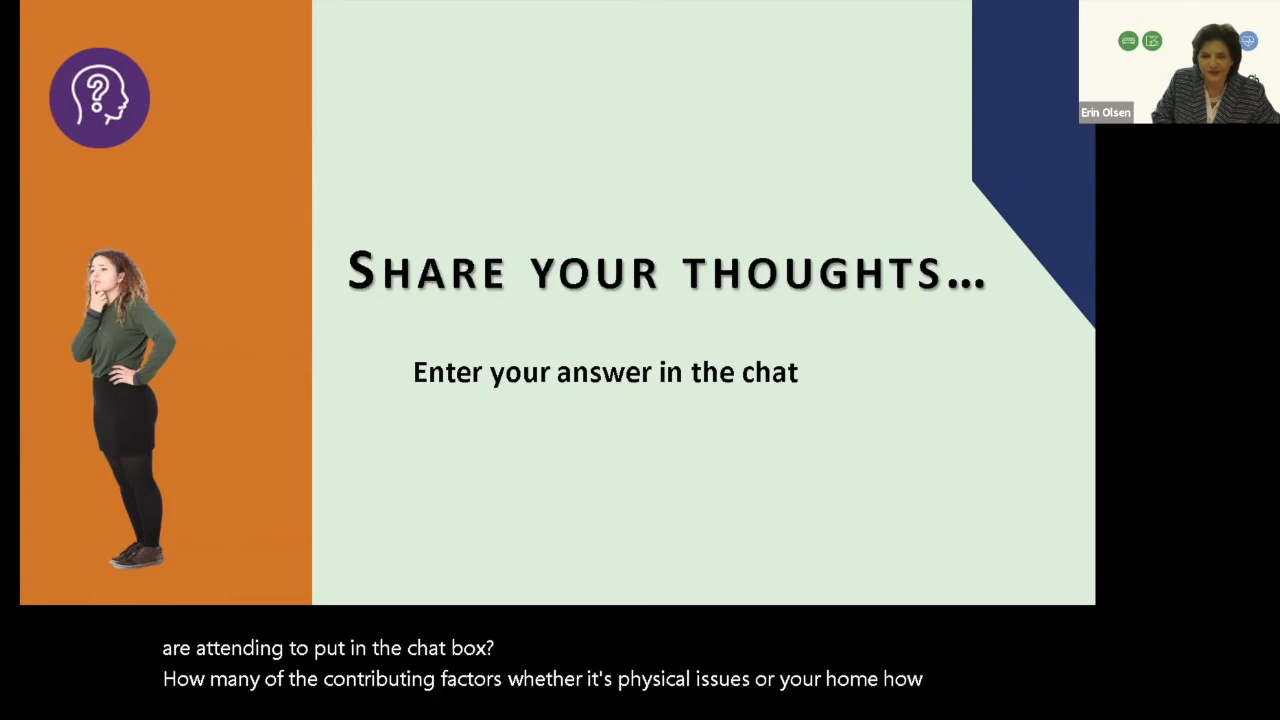 Erin Olsen
SHARE YOUR THOUGHTS...
Enter your answer in the chat
are attending to put in the chat box?
How many of the contributing factors whether it's physical issues or your home how